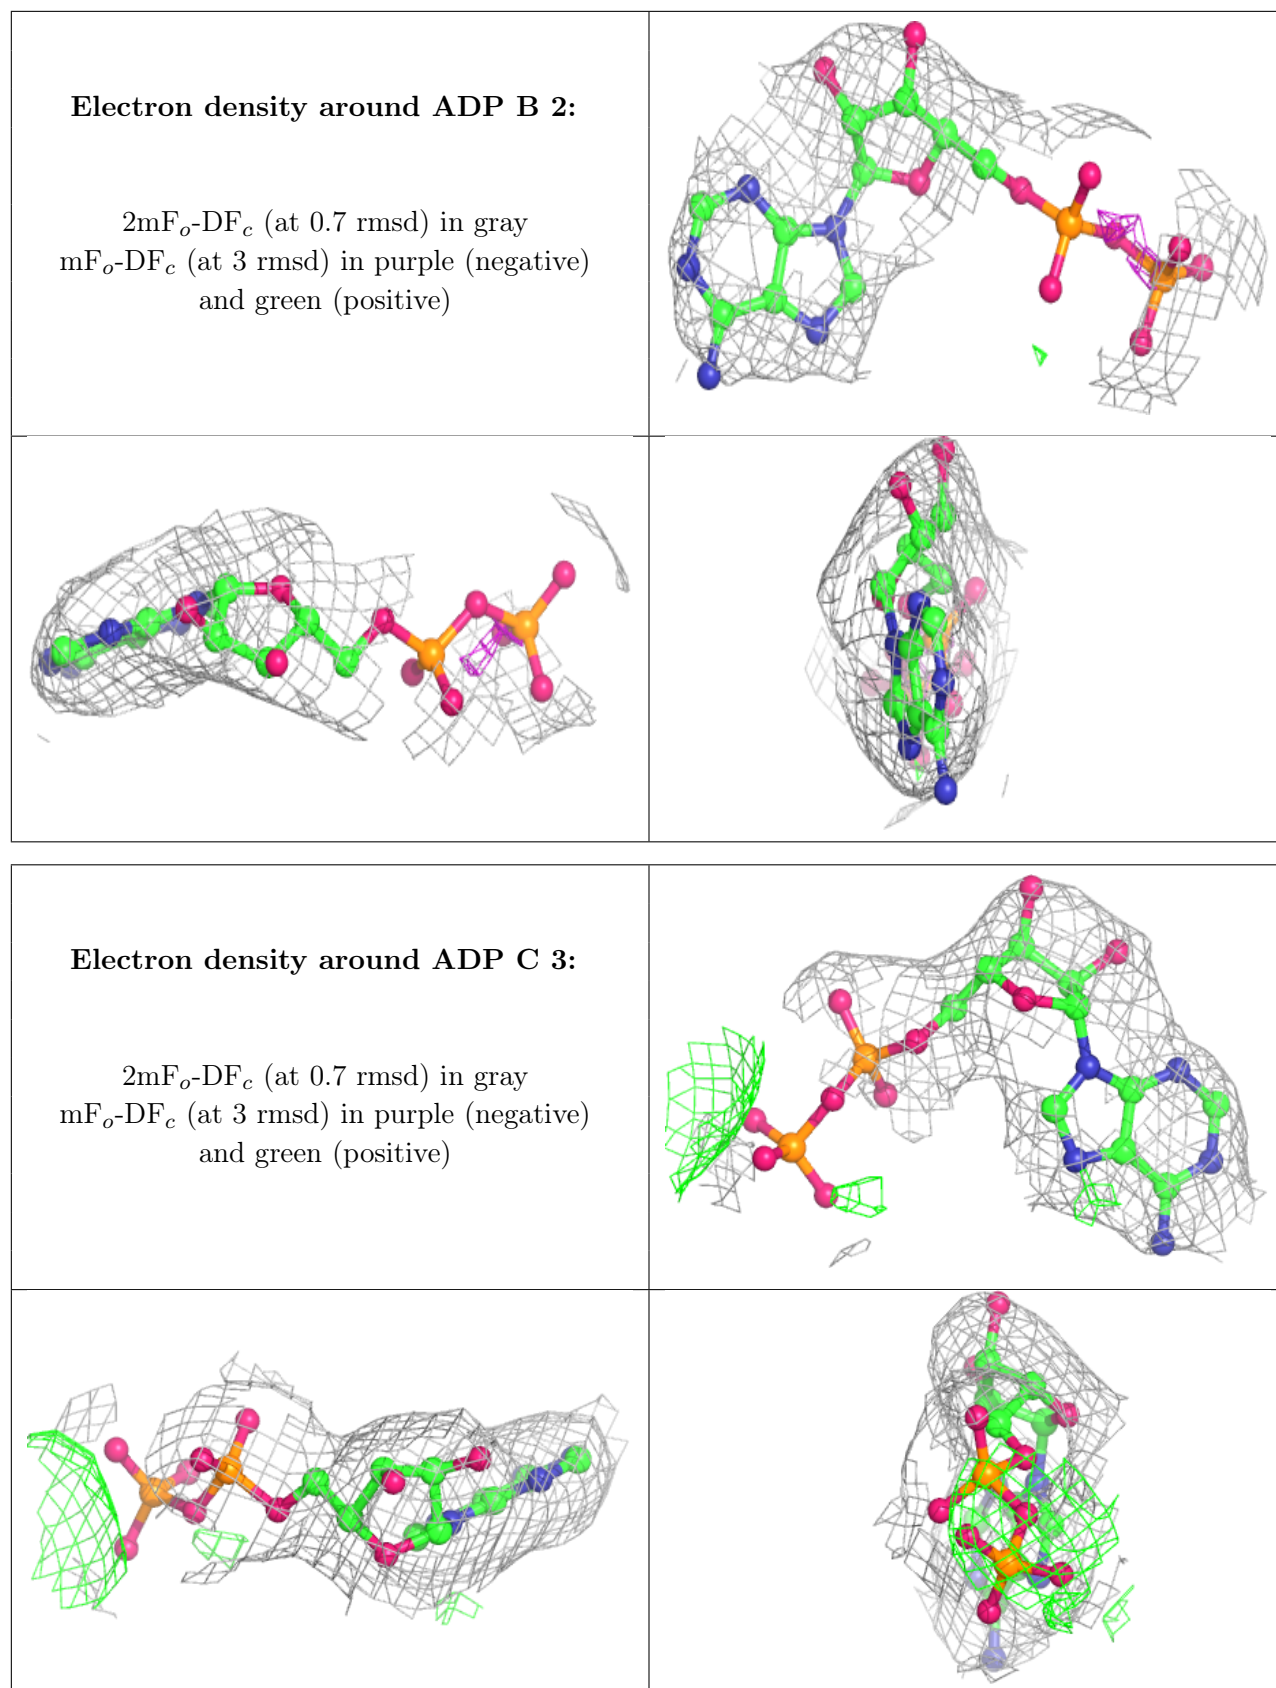 Electron density around ADP B 2:
2mFo-DFc (at 0.7 rmsd) in gray
mFo-DFc (at 3 rmsd) in purple (negative)
and green (positive)
Electron density around ADP C 3:
2mFo-DFc (at 0.7 rmsd) in gray
mFo-DFc (at 3 rmsd) in purple (negative)
and green (positive)